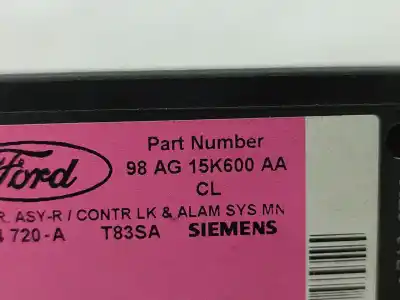 Ford
Part Number
98 AG 15K600 AA
CL
R. ASY-R / CONTR LK & ALAM SYS MN
720-A T83SA SIEMENS